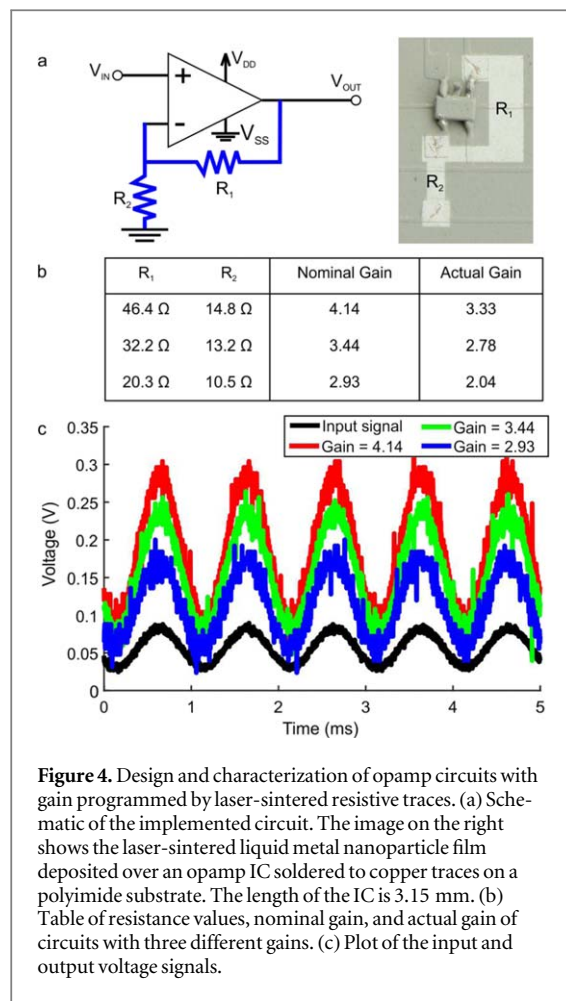 a
V_IN
+
-
V_DD
V_SS
V_OUT
R_1
R_2
R_1
R_2
b
R_1 R_2 Nominal Gain Actual Gain
46.4 Ω 14.8 Ω 4.14 3.33
32.2 Ω 13.2 Ω 3.44 2.78
20.3 Ω 10.5 Ω 2.93 2.04
c
Input signal Gain = 3.44
Gain = 4.14 Gain = 2.93
0.35
0.3
0.25
0.2
0.15
0.1
0.05
0
Voltage (V)
0 1 2 3 4 5
Time (ms)
Figure 4. Design and characterization of opamp circuits with
gain programmed by laser-sintered resistive traces. (a) Sche-
matic of the implemented circuit. The image on the right
shows the laser-sintered liquid metal nanoparticle film
deposited over an opamp IC soldered to copper traces on a
polyimide substrate. The length of the IC is 3.15 mm. (b)
Table of resistance values, nominal gain, and actual gain of
circuits with three different gains. (c) Plot of the input and
output voltage signals.